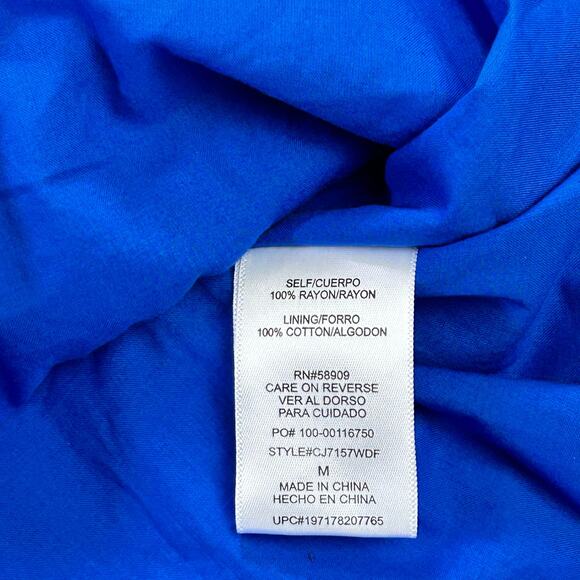 SELF/CUERPO
100% RAYON/RAYON
LINING/FORRO
100% COTTON/ALGODON
RN#58909
CARE ON REVERSE
VER AL DORSO
PARA CUIDADO
PO# 100-00116750
STYLE#CJ7157WDF
M
MADE IN CHINA
HECHO EN CHINA
UPC#197178207765